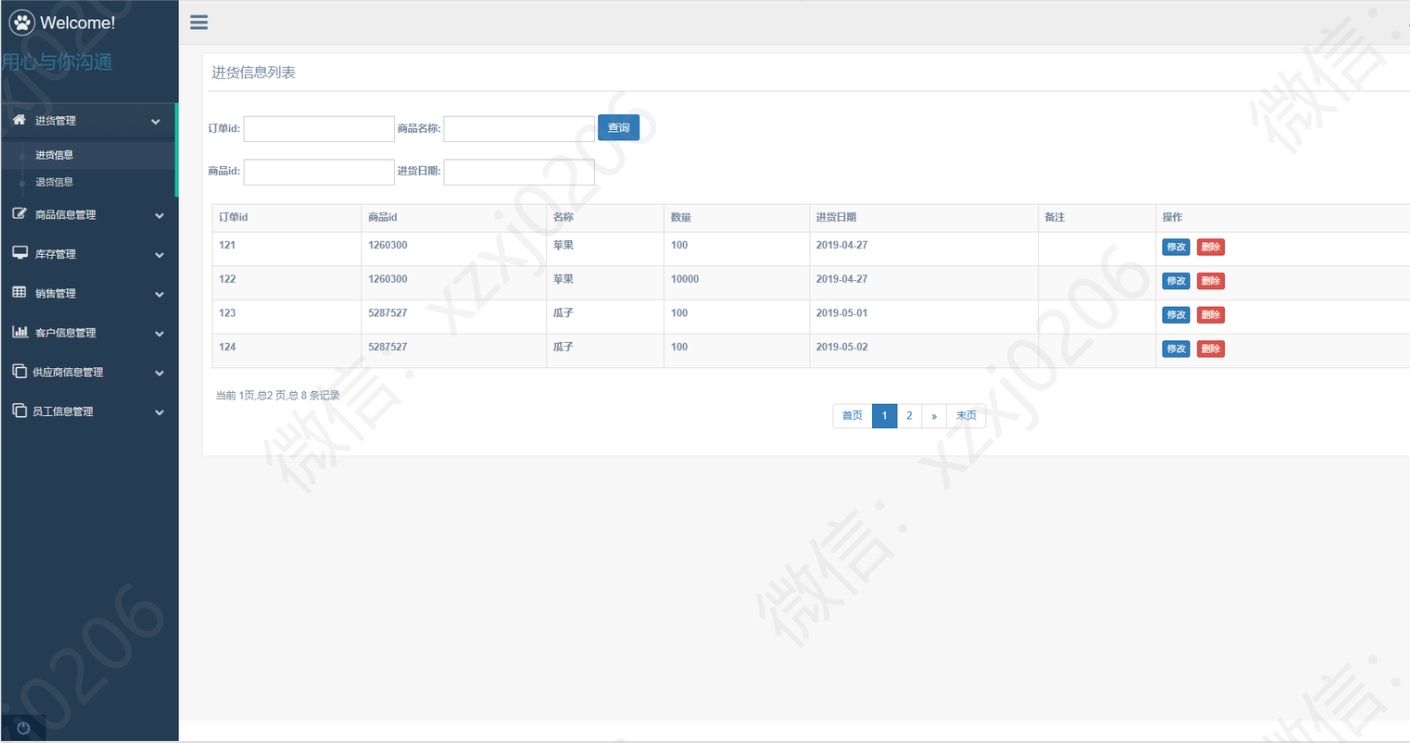 Welcome!
用心与你沟通
进货管理
进货信息
退货信息
商品信息管理
库存管理
销售管理
客户信息管理
供应商信息管理
员工信息管理
进货信息列表
订单id: 商品名称: 查询
商品id: 进货日期:
订单id 商品id 名称 数量 进货日期 备注 操作
121 1260300 苹果 100 2019-04-27 修改 删除
122 1260300 苹果 10000 2019-04-27 修改 删除
123 5287527 瓜子 100 2019-05-01 修改 删除
124 5287527 瓜子 100 2019-05-02 修改 删除
当前 1页,总2 页,总 8 条记录
首页 1 2 » 末页
微信：xzxj0206
微信：xzxj0206
微信：
微信：
xzxj0206
xj0206